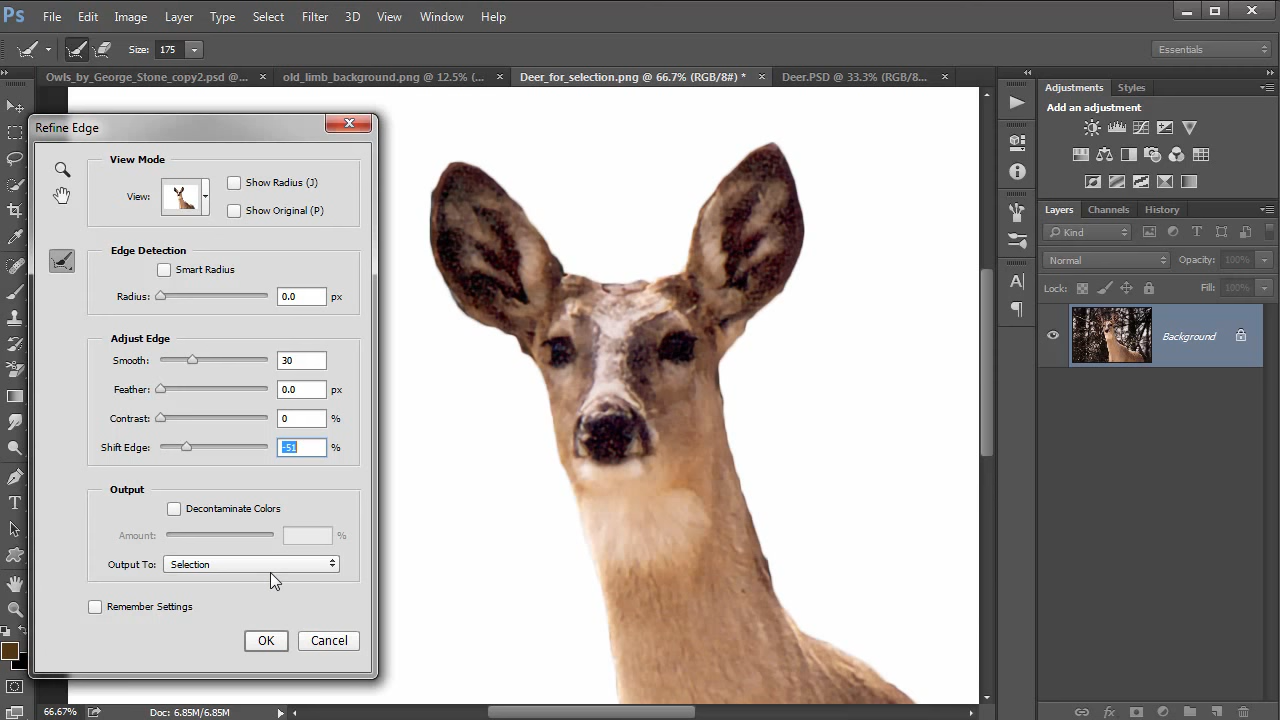 Ps File Edit Image Layer Type Select Filter 3D View Window Help
Size: 175 Essentials
Owls_by_George_Stone_copy2.psd @... old_limb_background.png @ 12.5% (... Deer_for_selection.png @ 66.7% (RGB/8#) * Deer.PSD @ 33.3% (RGB/8...
Adjustments Styles
Add an adjustment
Refine Edge
View Mode
View:
Show Radius (J)
Show Original (P)
Edge Detection
Smart Radius
Radius: 0.0 px
Adjust Edge
Smooth: 30
Feather: 0.0 px
Contrast: 0 %
Shift Edge: -51 %
Output
Decontaminate Colors
Amount: %
Output To: Selection
Remember Settings
OK Cancel
Layers Channels History
Kind
Normal Opacity: 100%
Lock: Fill: 100%
Background
66.67% Doc: 6.85M/6.85M